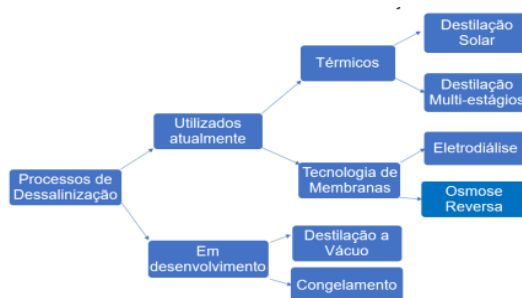 Destilação
Solar
Térmicos
Destilação
Multi-estágios
Utilizados
atualmente
Eletrodiálise
Tecnologia de
Membranas
Processos de
Dessalinização
Osmose
Reversa
Destilação a
Vácuo
Em
desenvolvimento
Congelamento